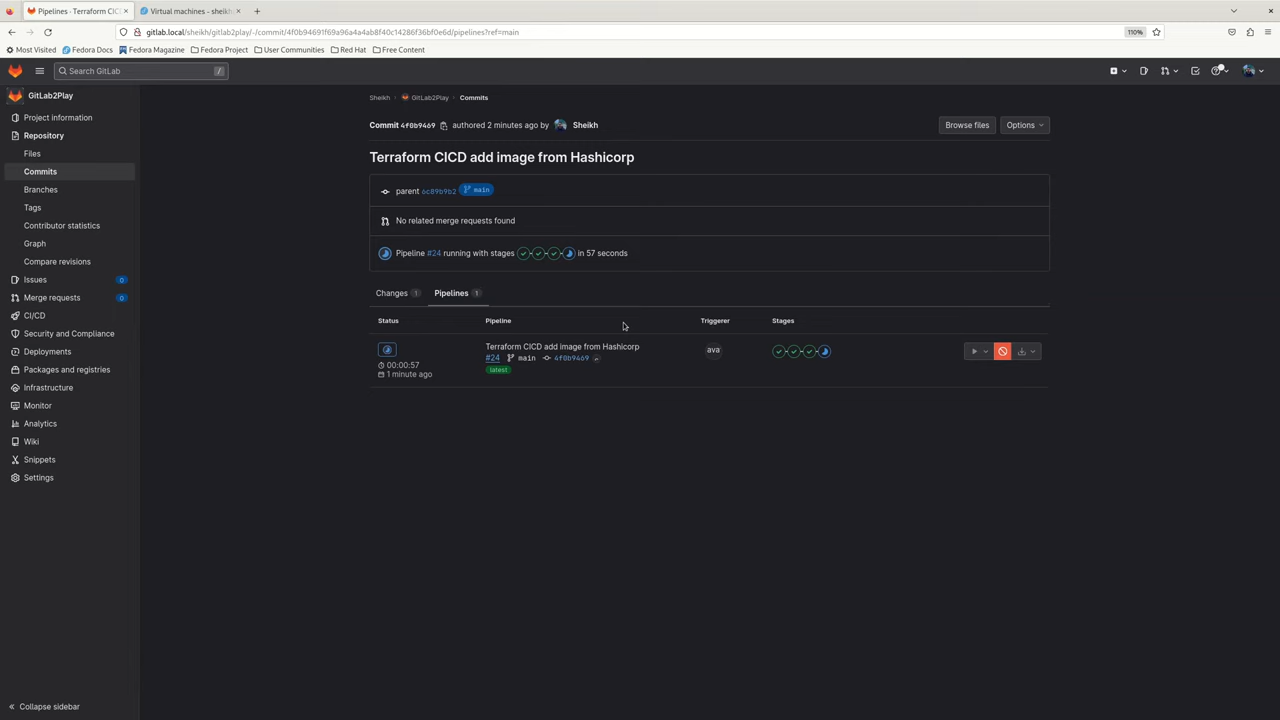 Pipelines · Terraform CIC
Virtual machines - sheikh
gitlab.local/sheikh/gitlab2play/-/commit/4f0b94691f69a96a4a4ab8f40c14286f36bf0e6d/pipelines?ref=main
110%
Most Visited
Fedora Docs
Fedora Magazine
Fedora Project
User Communities
Red Hat
Free Content
Search GitLab
/
GitLab2Play
Project information
Repository
Files
Commits
Branches
Tags
Contributor statistics
Graph
Compare revisions
Issues 0
Merge requests 0
CI/CD
Security and Compliance
Deployments
Packages and registries
Infrastructure
Monitor
Analytics
Wiki
Snippets
Settings
Collapse sidebar
Sheikh
GitLab2Play
Commits
Commit 4f0b9469 authored 2 minutes ago by Sheikh
Browse files
Options
Terraform CICD add image from Hashicorp
parent 6c89b9b2 main
No related merge requests found
Pipeline #24 running with stages in 57 seconds
Changes 1
Pipelines 1
Status Pipeline Triggerer Stages
Terraform CICD add image from Hashicorp
ava
#24 main 4f0b9469
00:00:57
latest
1 minute ago